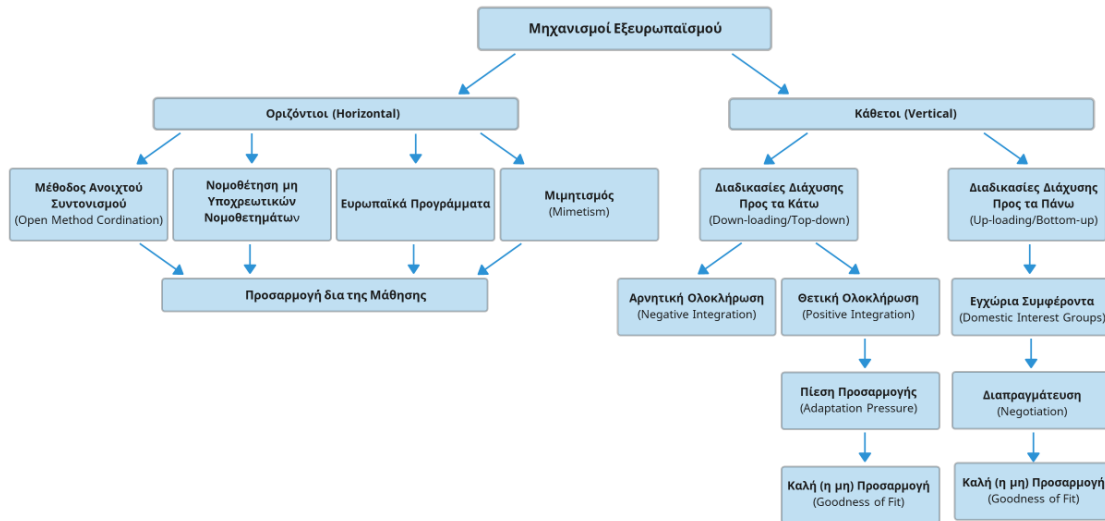 Μηχανισμοί Εξευρωπαϊσμού
Οριζόντιοι (Horizontal)
Κάθετοι (Vertical)
Μέθοδος Ανοιχτού
Συντονισμού
(Open Method Cordination)
Νομοθέτηση μη
Υποχρεωτικών
Νομοθετημάτων
Ευρωπαϊκά Προγράμματα
Μιμητισμός
(Mimetism)
Διαδικασίες Διάχυσης
Προς τα Κάτω
(Down-loading/Top-down)
Διαδικασίες Διάχυσης
Προς τα Πάνω
(Up-loading/Bottom-up)
Προσαρμογή δια της Μάθησης
Αρνητική Ολοκλήρωση
(Negative Integration)
Θετική Ολοκλήρωση
(Positive Integration)
Εγχώρια Συμφέροντα
(Domestic Interest Groups)
Πίεση Προσαρμογής
(Adaptation Pressure)
Διαπραγμάτευση
(Negotiation)
Καλή (η μη) Προσαρμογή
(Goodness of Fit)
Καλή (η μη) Προσαρμογή
(Goodness of Fit)